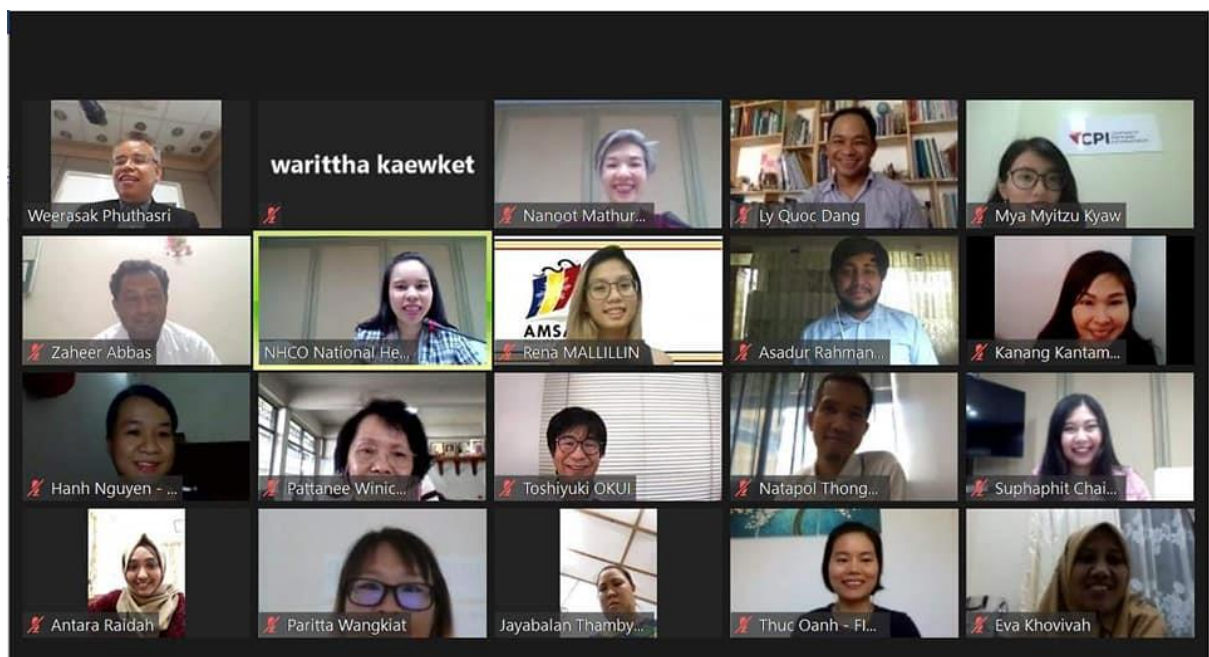 Weerasak Phuthasri
warittha kaewket
Nanoot Mathur...
Ly Quoc Dang
CPI
Mya Myitzu Kyaw
Zaheer Abbas
NHCO National He...
AMSA
Rena MALLILLIN
Asadur Rahman...
Kanang Kantam...
Hanh Nguyen - ...
Pattanee Winic...
Toshiyuki OKUI
Natapol Thong...
Suphaphit Chai...
Antara Raidah
Paritta Wangkiat
Jayabalan Thamby...
Thuc Oanh - FI...
Eva Khovivah